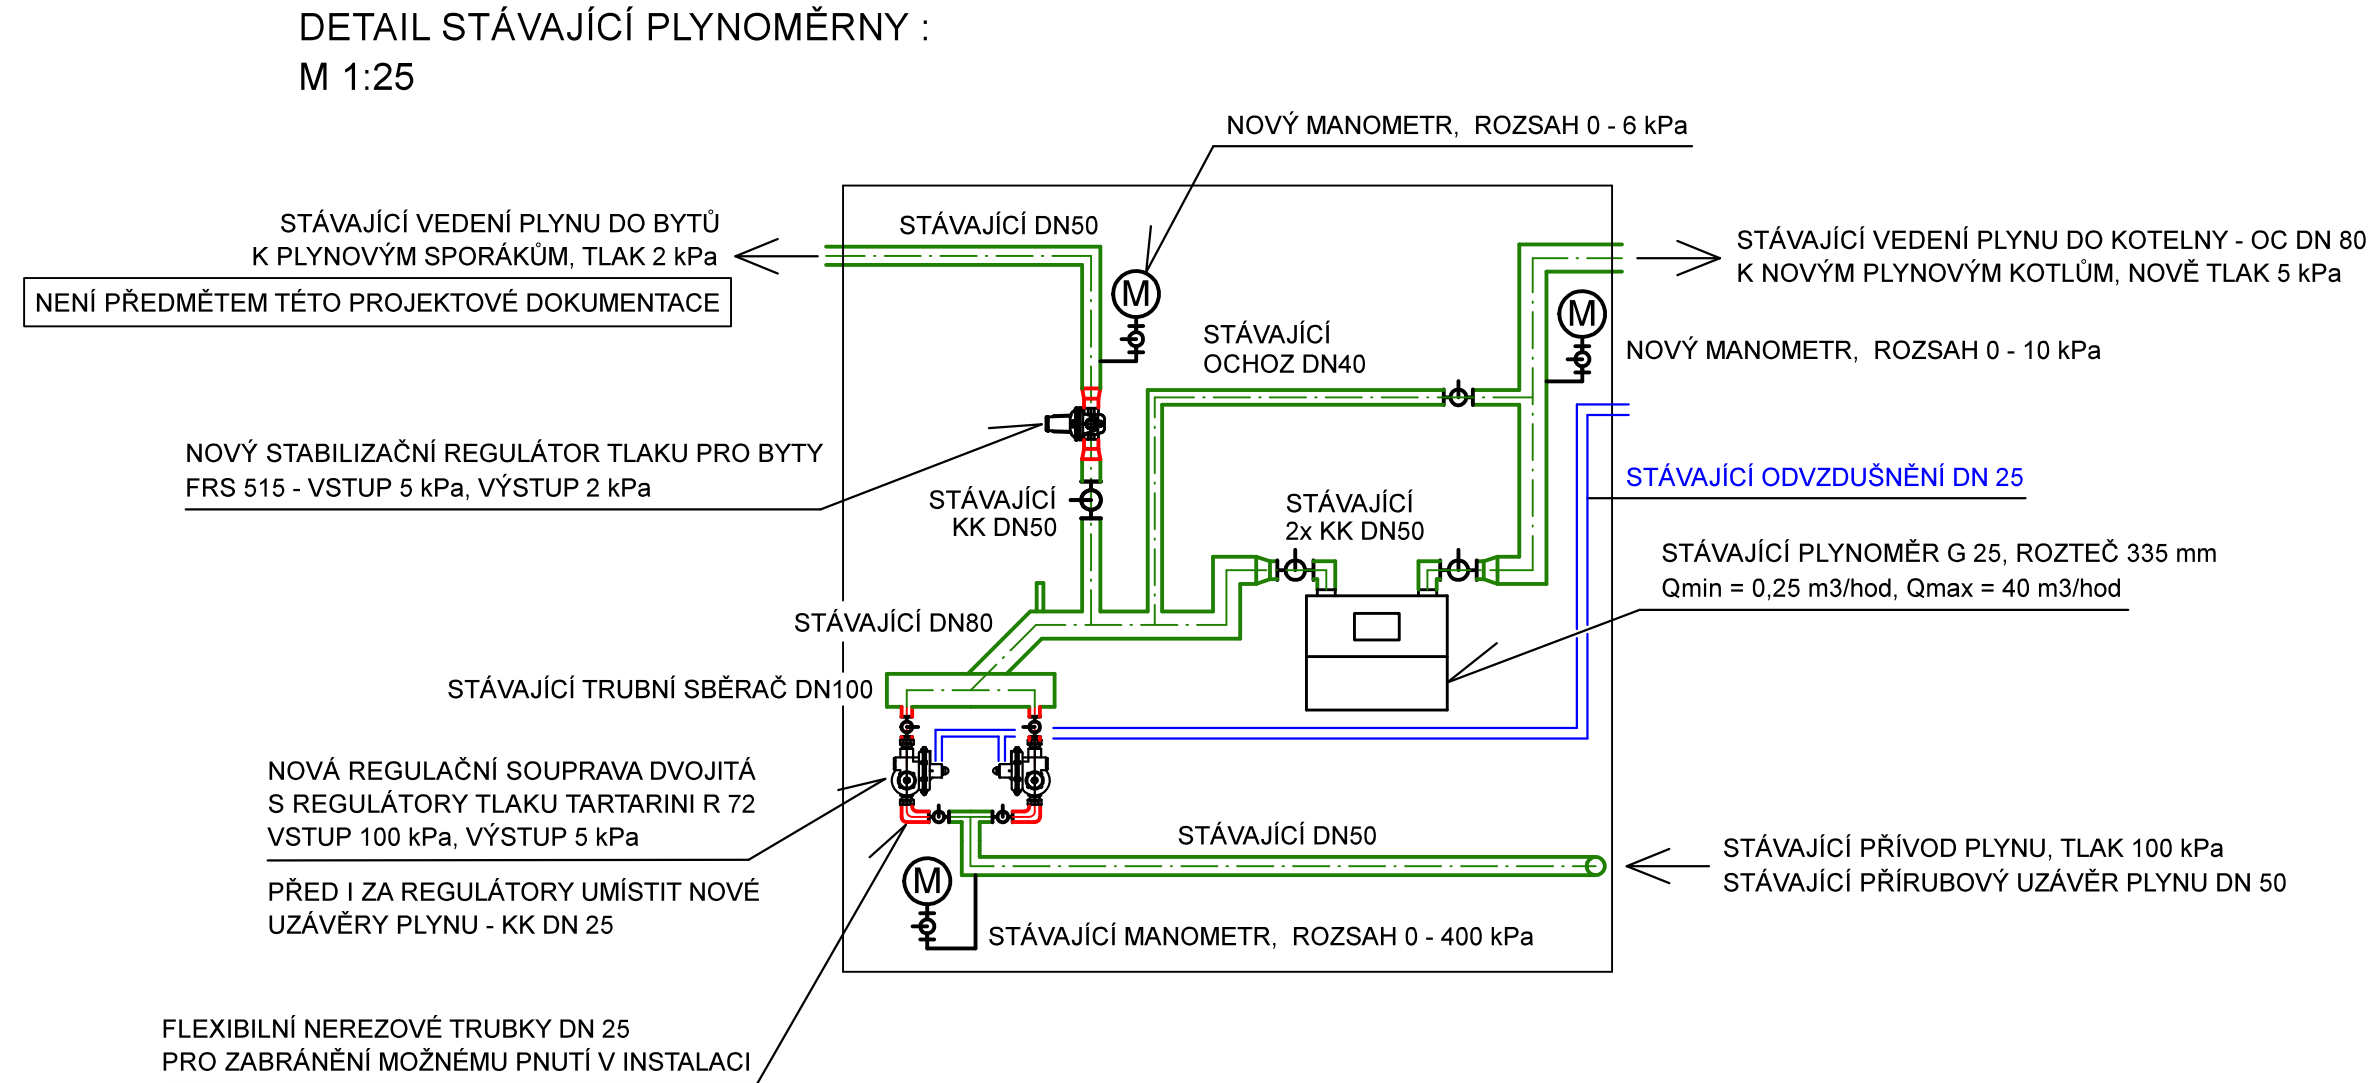 DETAIL STÁVAJÍCÍ PLYNOMĚRNY :
M 1:25
NOVÝ MANOMETR, ROZSAH 0 - 6 kPa
STÁVAJÍCÍ VEDENÍ PLYNU DO BYTŮ
K PLYNOVÝM SPORÁKŮM, TLAK 2 kPa
NENÍ PŘEDMĚTEM TÉTO PROJEKTOVÉ DOKUMENTACE
STÁVAJÍCÍ DN50
M
STÁVAJÍCÍ VEDENÍ PLYNU DO KOTELNY - OC DN 80
K NOVÝM PLYNOVÝM KOTLŮM, NOVĚ TLAK 5 kPa
M
NOVÝ MANOMETR, ROZSAH 0 - 10 kPa
STÁVAJÍCÍ
OCHOZ DN40
NOVÝ STABILIZAČNÍ REGULÁTOR TLAKU PRO BYTY
FRS 515 - VSTUP 5 kPa, VÝSTUP 2 kPa
STÁVAJÍCÍ
KK DN50
STÁVAJÍCÍ
2x KK DN50
STÁVAJÍCÍ ODVZDUŠNĚNÍ DN 25
STÁVAJÍCÍ PLYNOMĚR G 25, ROZTEČ 335 mm
Qmin = 0,25 m3/hod, Qmax = 40 m3/hod
STÁVAJÍCÍ DN80
STÁVAJÍCÍ TRUBNÍ SBĚRAČ DN100
NOVÁ REGULAČNÍ SOUPRAVA DVOJITÁ
S REGULÁTORY TLAKU TARTARINI R 72
VSTUP 100 kPa, VÝSTUP 5 kPa
PŘED I ZA REGULÁTORY UMÍSTIT NOVÉ
UZÁVĚRY PLYNU - KK DN 25
STÁVAJÍCÍ DN50
STÁVAJÍCÍ PŘÍVOD PLYNU, TLAK 100 kPa
STÁVAJÍCÍ PŘÍRUBOVÝ UZÁVĚR PLYNU DN 50
M
STÁVAJÍCÍ MANOMETR, ROZSAH 0 - 400 kPa
FLEXIBILNÍ NEREZOVÉ TRUBKY DN 25
PRO ZABRÁNĚNÍ MOŽNÉMU PNUTÍ V INSTALACI